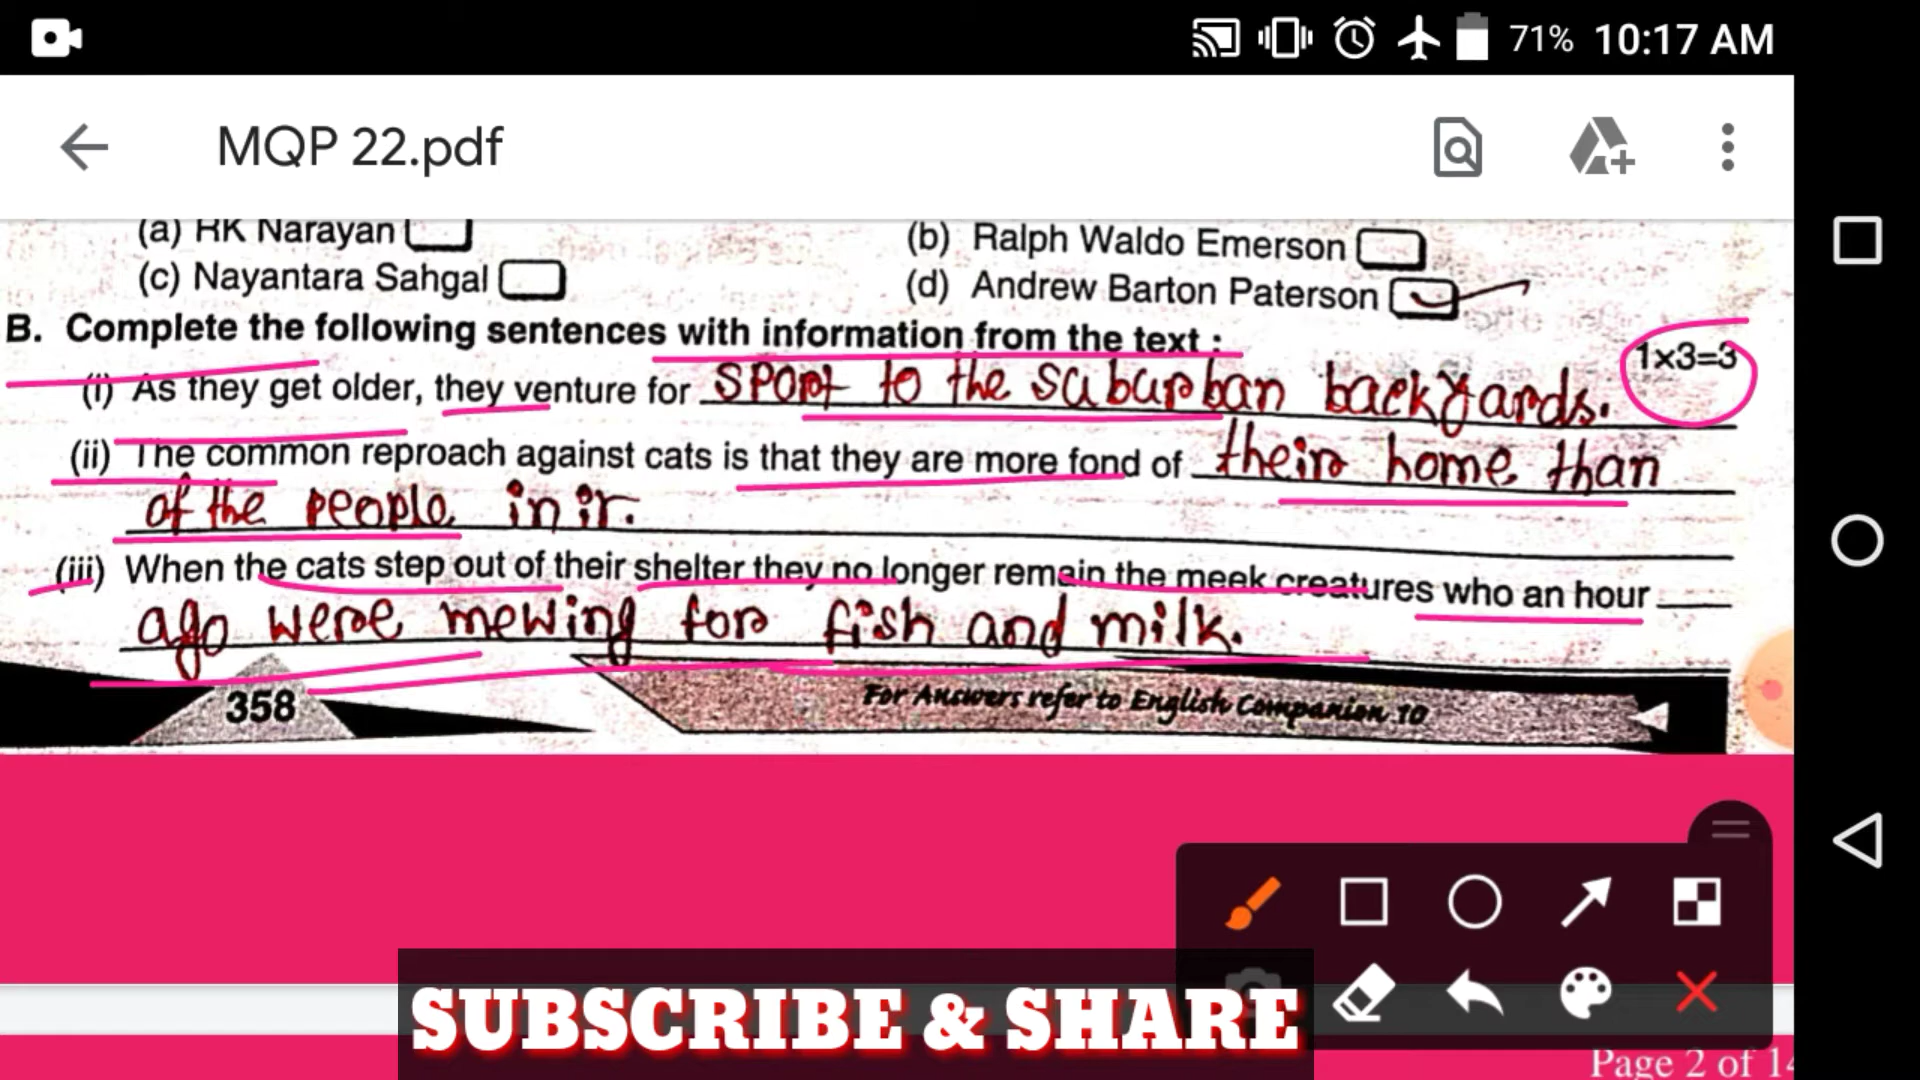 71% 10:17 AM
MQP 22.pdf
(a) RK Narayan (b) Ralph Waldo Emerson
(c) Nayantara Sahgal (d) Andrew Barton Paterson
B. Complete the following sentences with information from the text : 1×3=3
(i) As they get older, they venture for sport to the suburban backyards.
(ii) The common reproach against cats is that they are more fond of their home than
of the people in it.
(iii) When the cats step out of their shelter they no longer remain the meek creatures who an hour
ago were mewing for fish and milk.
358 For Answers refer to English Companion 10
SUBSCRIBE & SHARE
Page 2 of 14